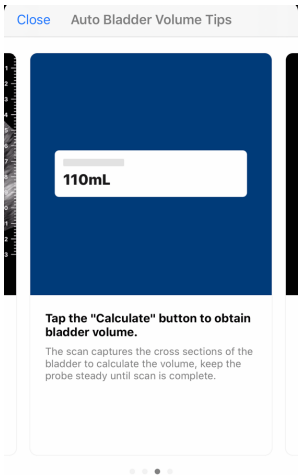 Close
Auto Bladder Volume Tips
110mL
Tap the "Calculate" button to obtain
bladder volume.
The scan captures the cross sections of the
bladder to calculate the volume, keep the
probe steady until scan is complete.